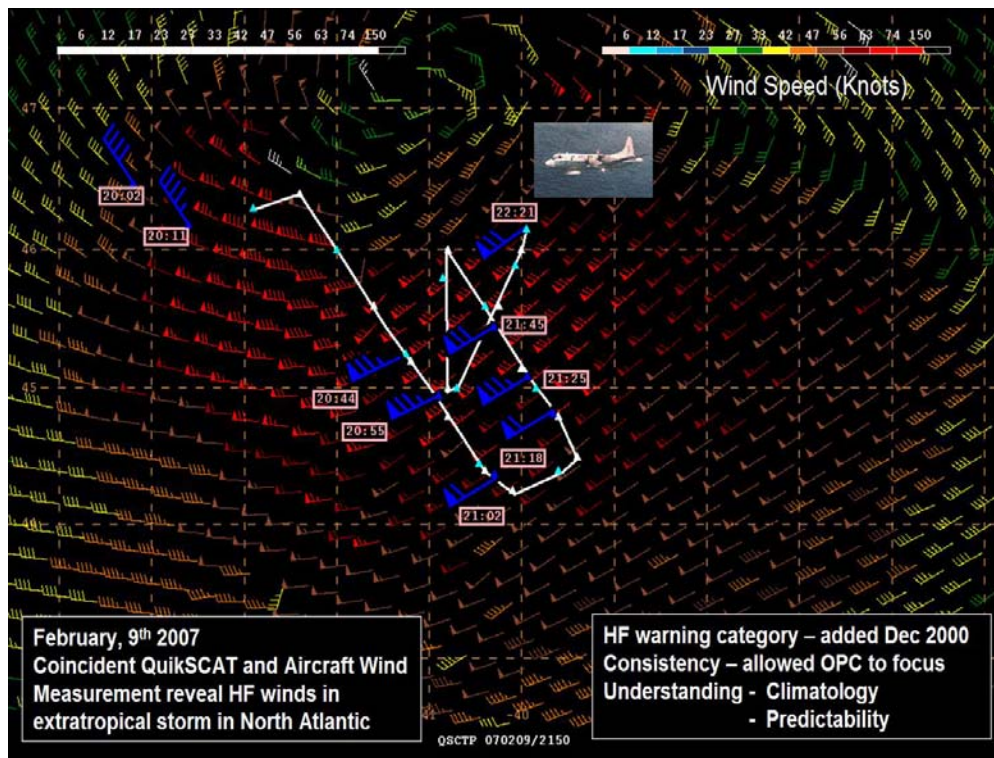 6 12 17 23 23 33 42 47 56 63 74 150
6 12 17 23 27 33 42 47 56 63 74 150
Wind Speed (Knots)
47
20:02
20:11
22:21
46
21:45
45
21:25
20:44
20:55
21:18
21:02
February, 9th 2007
Coincident QuikSCAT and Aircraft Wind
Measurement reveal HF winds in
extratropical storm in North Atlantic
HF warning category – added Dec 2000
Consistency – allowed OPC to focus
Understanding - Climatology
- Predictability
-40
QSCTP 070209/2150